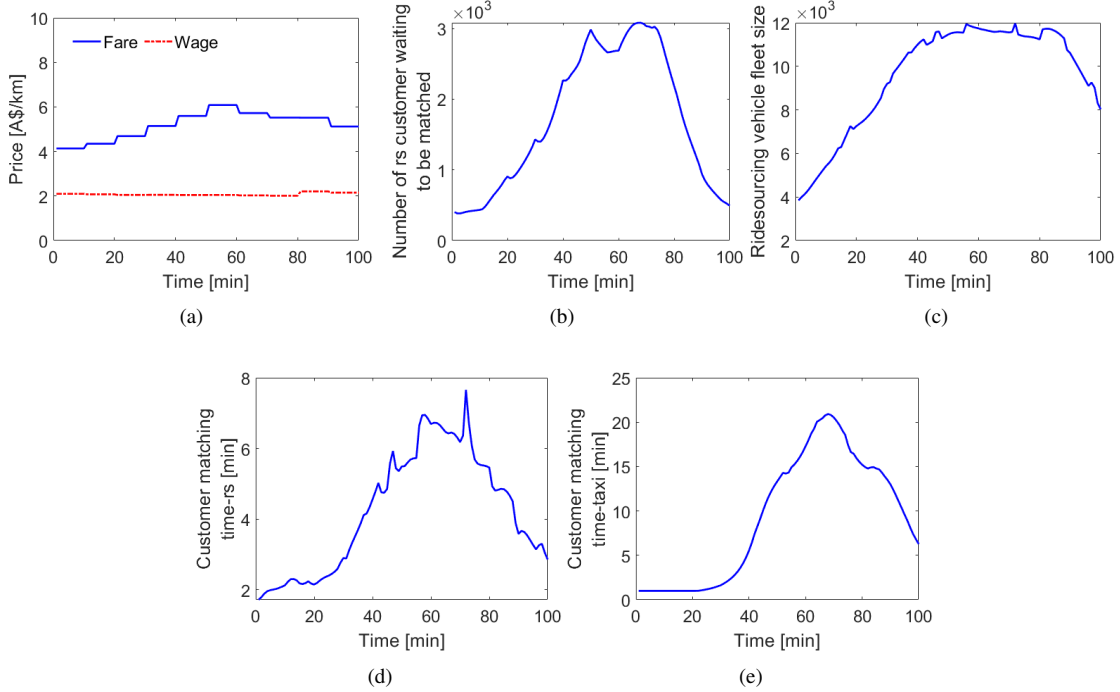 Fare Wage
Price [A$/km]
10
8
6
4
2
0
0 20 40 60 80 100
Time [min]
(a)
×10³
Number of rs customer waiting
to be matched
3
2
1
0
0 20 40 60 80 100
Time [min]
(b)
×10³
Ridesourcing vehicle fleet size
12
10
8
6
4
2
0 20 40 60 80 100
Time [min]
(c)
Customer matching
time-rs [min]
8
6
4
2
0 20 40 60 80 100
Time [min]
(d)
Customer matching
time-taxi [min]
25
20
15
10
5
0
0 20 40 60 80 100
Time [min]
(e)